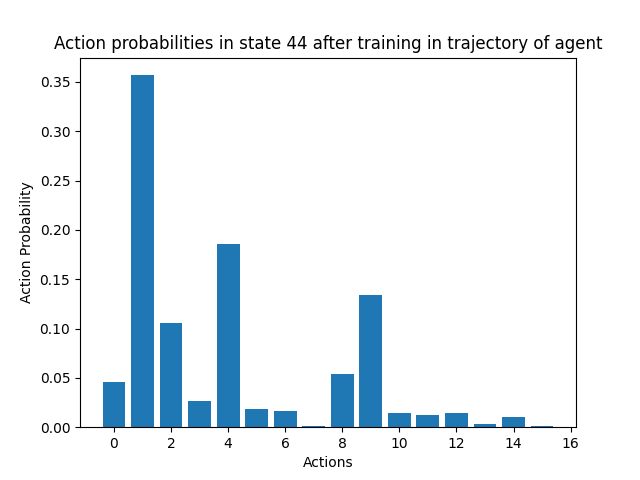 Action probabilities in state 44 after training in trajectory of agent
0.35
0.30
0.25
0.20
0.15
0.10
0.05
0.00
Action Probability
0 2 4 6 8 10 12 14 16
Actions